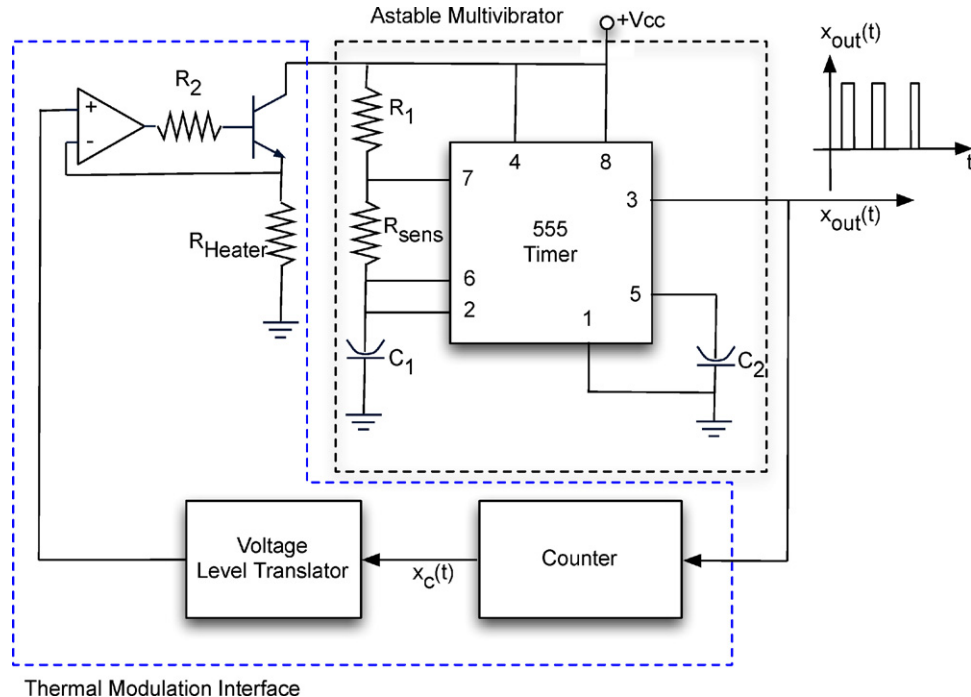 Astable Multivibrator
+Vcc
xout(t)
R2
R1
+
-
4
8
7
3
t
555
Timer
xout(t)
Rsens
RHeater
6
2
5
1
C1
C2
Voltage
Level Translator
xc(t)
Counter
Thermal Modulation Interface